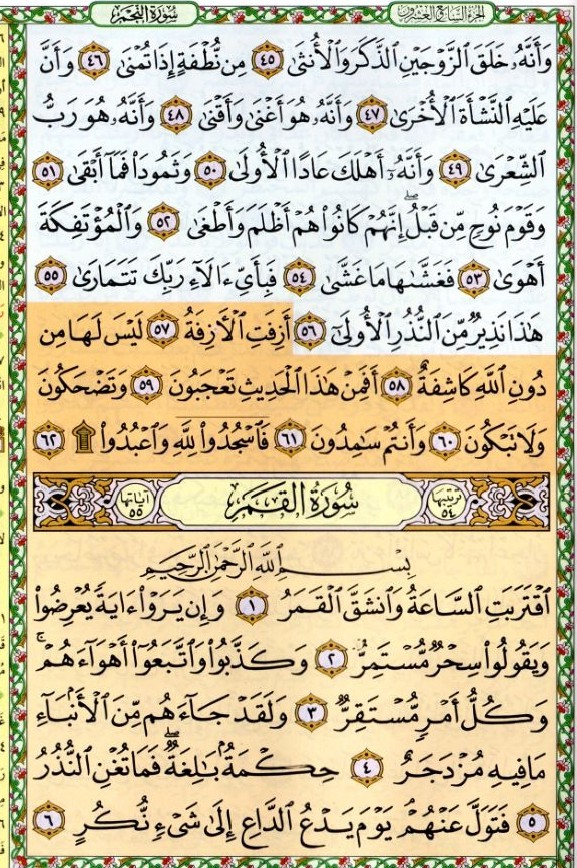 سُورَةُ النَّجْمِ
الجزء السابع والعشرون
وَأَنَّهُۥ خَلَقَ ٱلزَّوْجَيْنِ ٱلذَّكَرَ وَٱلْأُنثَىٰ ٤٥ مِن نُّطْفَةٍ إِذَا تُمْنَىٰ ٤٦ وَأَنَّ
عَلَيْهِ ٱلنَّشْأَةَ ٱلْأُخْرَىٰ ٤٧ وَأَنَّهُۥ هُوَ أَغْنَىٰ وَأَقْنَىٰ ٤٨ وَأَنَّهُۥ هُوَ رَبُّ
ٱلشِّعْرَىٰ ٤٩ وَأَنَّهُۥٓ أَهْلَكَ عَادًا ٱلْأُولَىٰ ٥٠ وَثَمُودَا۟ فَمَآ أَبْقَىٰ ٥١
وَقَوْمَ نُوحٍ مِّن قَبْلُ ۖ إِنَّهُمْ كَانُوا۟ هُمْ أَظْلَمَ وَأَطْغَىٰ ٥٢ وَٱلْمُؤْتَفِكَةَ
أَهْوَىٰ ٥٣ فَغَشَّىٰهَا مَا غَشَّىٰ ٥٤ فَبِأَىِّ ءَالَآءِ رَبِّكَ تَتَمَارَىٰ ٥٥
هَـٰذَا نَذِيرٌ مِّنَ ٱلنُّذُرِ ٱلْأُولَىٰٓ ٥٦ أَزِفَتِ ٱلْـَٔازِفَةُ ٥٧ لَيْسَ لَهَا مِن
دُونِ ٱللَّهِ كَاشِفَةٌ ٥٨ أَفَمِنْ هَـٰذَا ٱلْحَدِيثِ تَعْجَبُونَ ٥٩ وَتَضْحَكُونَ
وَلَا تَبْكُونَ ٦٠ وَأَنتُمْ سَـٰمِدُونَ ٦١ فَٱسْجُدُوا۟ لِلَّهِ وَٱعْبُدُوا۟ ۩ ٦٢
ترتيبها ٥٤ سُورَةُ القَمَرِ آياتها ٥٥
بِسْمِ ٱللَّهِ ٱلرَّحْمَـٰنِ ٱلرَّحِيمِ
ٱقْتَرَبَتِ ٱلسَّاعَةُ وَٱنشَقَّ ٱلْقَمَرُ ١ وَإِن يَرَوْا۟ ءَايَةً يُعْرِضُوا۟
وَيَقُولُوا۟ سِحْرٌ مُّسْتَمِرٌّ ٢ وَكَذَّبُوا۟ وَٱتَّبَعُوٓا۟ أَهْوَآءَهُمْ ۚ
وَكُلُّ أَمْرٍ مُّسْتَقِرٌّ ٣ وَلَقَدْ جَآءَهُم مِّنَ ٱلْأَنۢبَآءِ
مَا فِيهِ مُزْدَجَرٌ ٤ حِكْمَةٌۢ بَـٰلِغَةٌ ۖ فَمَا تُغْنِ ٱلنُّذُرُ
٥ فَتَوَلَّ عَنْهُمْ ۘ يَوْمَ يَدْعُ ٱلدَّاعِ إِلَىٰ شَىْءٍ نُّكُرٍ ٦